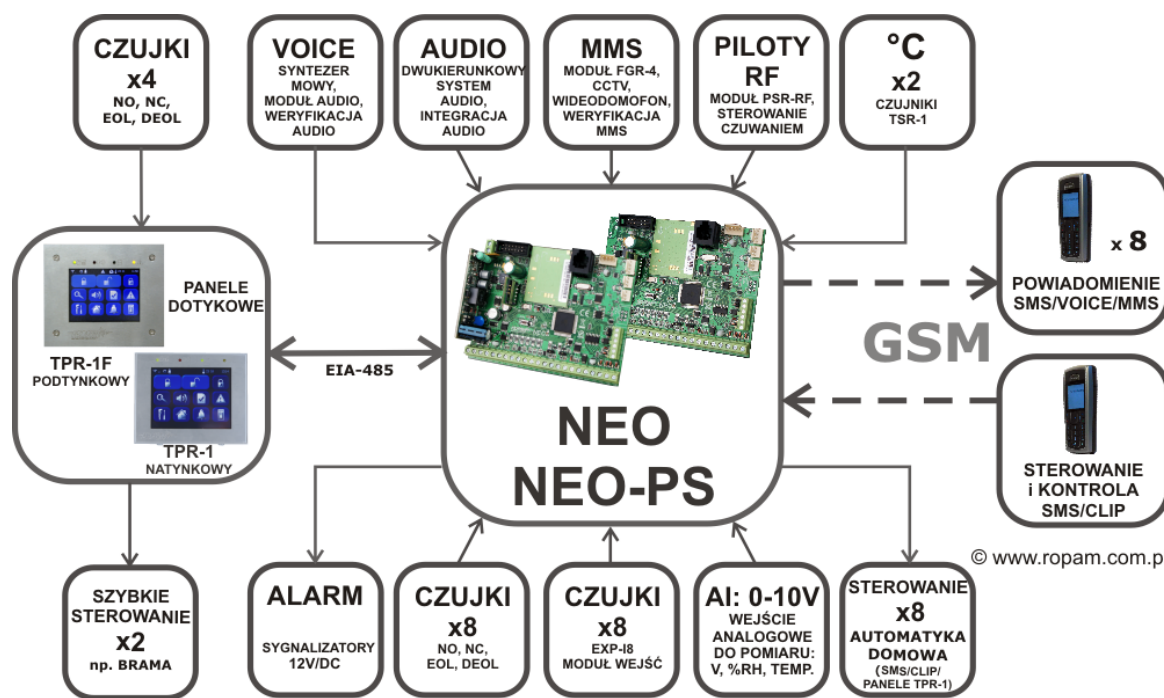 CZUJKI
x4
NO, NC,
EOL, DEOL
VOICE
SYNTEZER
MOWY,
MODUŁ AUDIO,
WERYFIKACJA
AUDIO
AUDIO
DWUKIERUNKOWY
SYSTEM
AUDIO,
INTEGRACJA
AUDIO
MMS
MODUŁ FGR-4,
CCTV,
WIDEODOMOFON,
WERYFIKACJA
MMS
PILOTY
RF
MODUŁ PSR-RF,
STEROWANIE
CZUWANIEM
°C
x2
CZUJNIKI
TSR-1
PANELE
DOTYKOWE
TPR-1F
PODTYNKOWY
TPR-1
NATYNKOWY
EIA-485
NEO
NEO-PS
GSM
x 8
POWIADOMIENIE
SMS/VOICE/MMS
STEROWANIE
i KONTROLA
SMS/CLIP
© www.ropam.com.p
SZYBKIE
STEROWANIE
x2
np. BRAMA
ALARM
SYGNALIZATORY
12V/DC
CZUJKI
x8
NO, NC,
EOL, DEOL
CZUJKI
x8
EXP-I8
MODUŁ WEJŚĆ
AI: 0-10V
WEJŚCIE
ANALOGOWE
DO POMIARU:
V, %RH, TEMP.
STEROWANIE
x8
AUTOMATYKA
DOMOWA
(SMS/CLIP/
PANELE TPR-1)